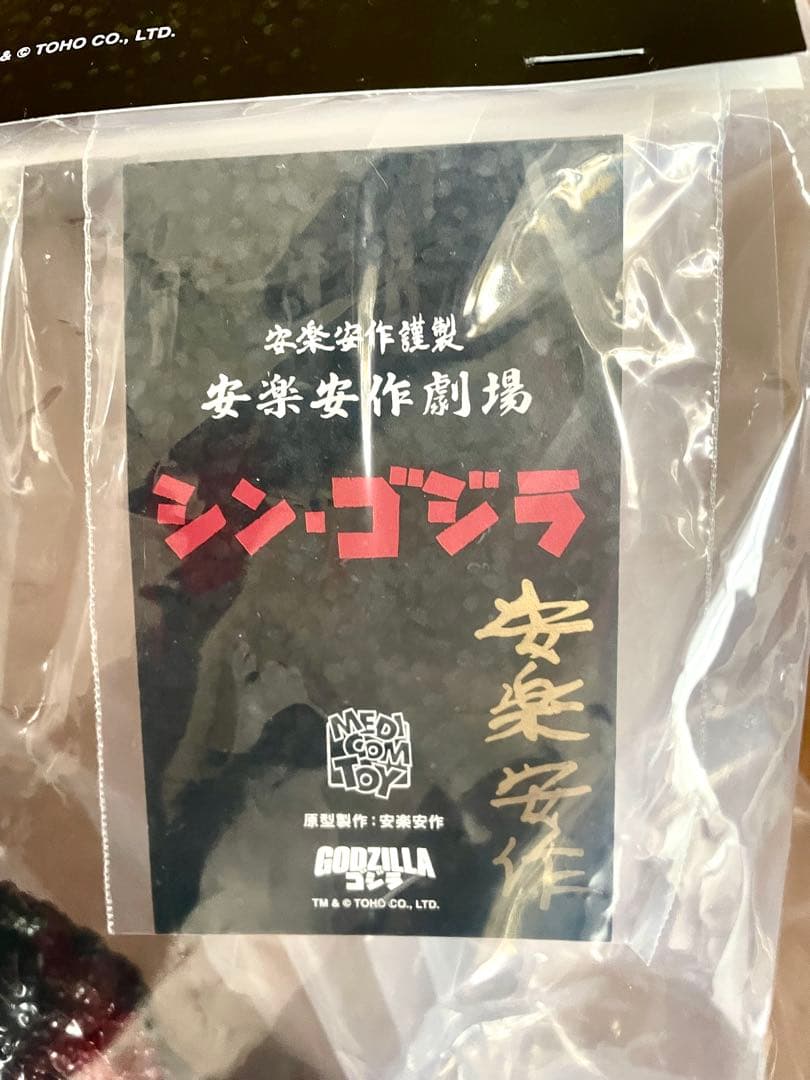 & © TOHO CO., LTD.
安楽安作謹製
安楽安作劇場
シン・ゴジラ
安楽安作
MEDI
COM
TOY
原型製作：安楽安作
GODZILLA
ゴジラ
TM & © TOHO CO., LTD.